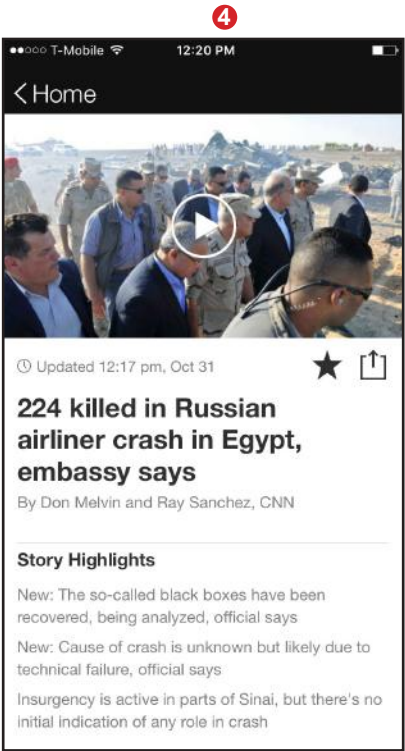 4
T-Mobile 12:20 PM
< Home
Updated 12:17 pm, Oct 31
224 killed in Russian
airliner crash in Egypt,
embassy says
By Don Melvin and Ray Sanchez, CNN
Story Highlights
New: The so-called black boxes have been
recovered, being analyzed, official says
New: Cause of crash is unknown but likely due to
technical failure, official says
Insurgency is active in parts of Sinai, but there's no
initial indication of any role in crash